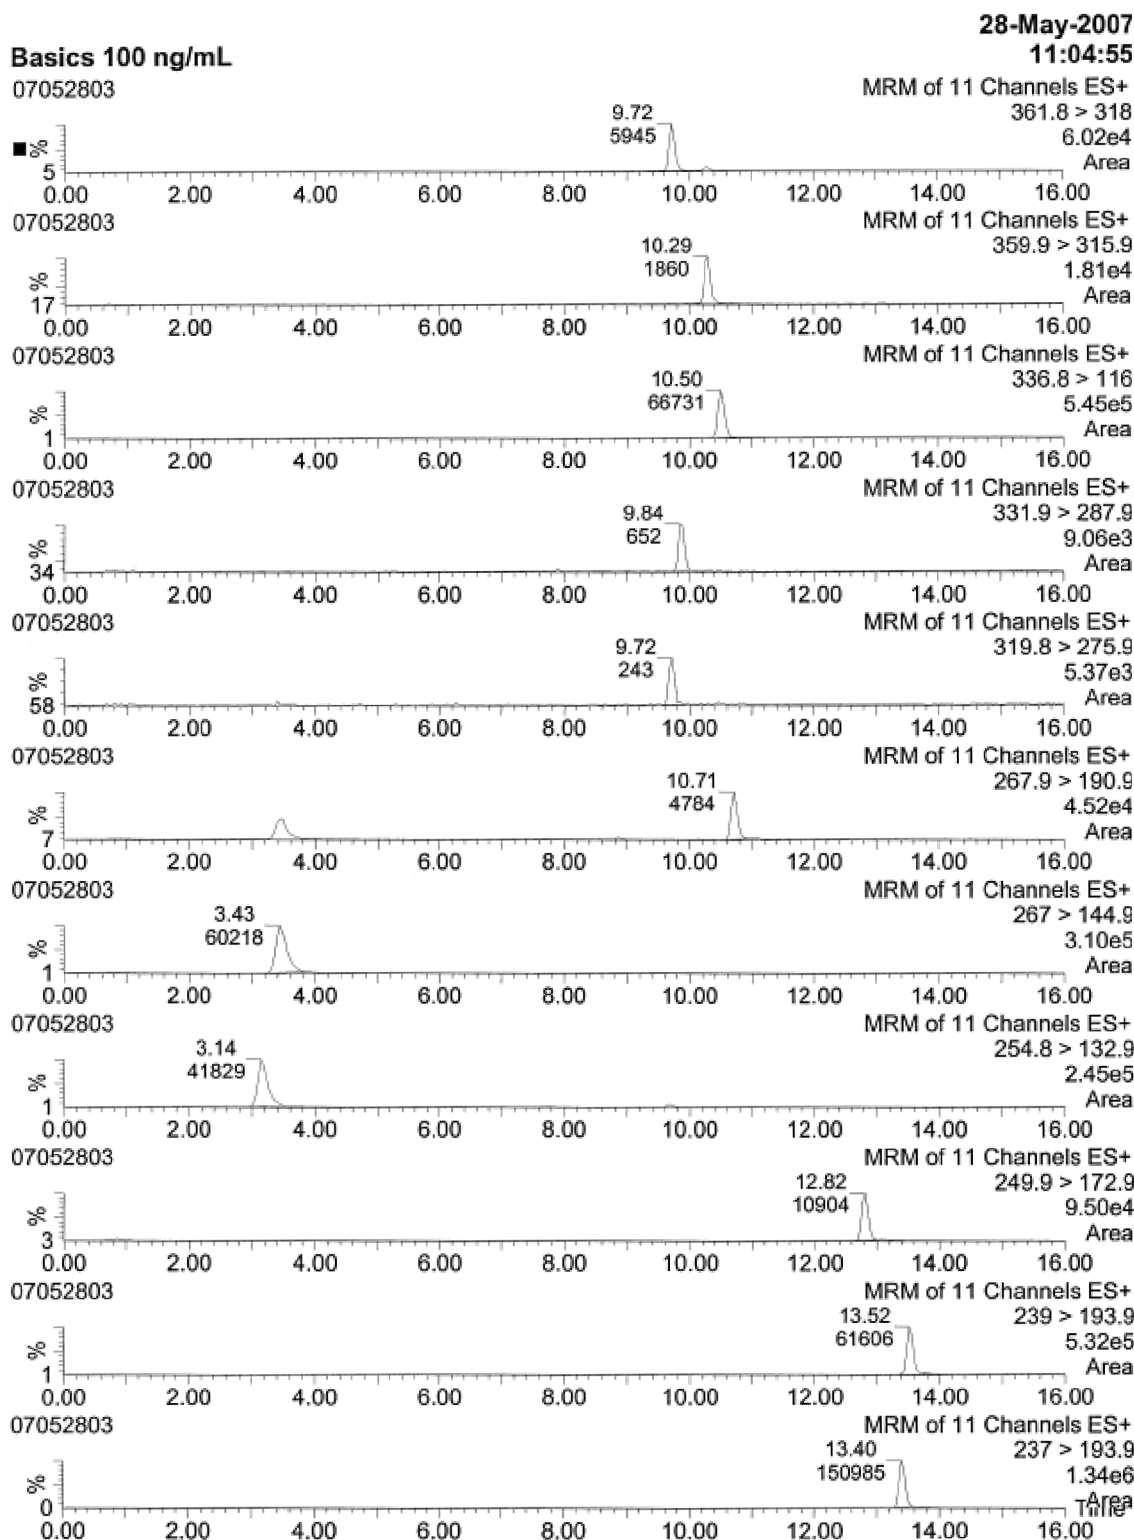 28-May-2007
Basics 100 ng/mL 11:04:55
07052803 MRM of 11 Channels ES+
9.72 361.8 > 318
5945 6.02e4
% Area
5
0.00 2.00 4.00 6.00 8.00 10.00 12.00 14.00 16.00
07052803 MRM of 11 Channels ES+
10.29 359.9 > 315.9
1860 1.81e4
% Area
17
0.00 2.00 4.00 6.00 8.00 10.00 12.00 14.00 16.00
07052803 MRM of 11 Channels ES+
10.50 336.8 > 116
66731 5.45e5
% Area
1
0.00 2.00 4.00 6.00 8.00 10.00 12.00 14.00 16.00
07052803 MRM of 11 Channels ES+
9.84 331.9 > 287.9
652 9.06e3
% Area
34
0.00 2.00 4.00 6.00 8.00 10.00 12.00 14.00 16.00
07052803 MRM of 11 Channels ES+
9.72 319.8 > 275.9
243 5.37e3
% Area
58
0.00 2.00 4.00 6.00 8.00 10.00 12.00 14.00 16.00
07052803 MRM of 11 Channels ES+
10.71 267.9 > 190.9
4784 4.52e4
% Area
7
0.00 2.00 4.00 6.00 8.00 10.00 12.00 14.00 16.00
07052803 MRM of 11 Channels ES+
3.43 267 > 144.9
60218 3.10e5
% Area
1
0.00 2.00 4.00 6.00 8.00 10.00 12.00 14.00 16.00
07052803 MRM of 11 Channels ES+
3.14 254.8 > 132.9
41829 2.45e5
% Area
1
0.00 2.00 4.00 6.00 8.00 10.00 12.00 14.00 16.00
07052803 MRM of 11 Channels ES+
12.82 249.9 > 172.9
10904 9.50e4
% Area
3
0.00 2.00 4.00 6.00 8.00 10.00 12.00 14.00 16.00
07052803 MRM of 11 Channels ES+
13.52 239 > 193.9
61606 5.32e5
% Area
1
0.00 2.00 4.00 6.00 8.00 10.00 12.00 14.00 16.00
07052803 MRM of 11 Channels ES+
13.40 237 > 193.9
150985 1.34e6
% Area
0 Time
0.00 2.00 4.00 6.00 8.00 10.00 12.00 14.00 16.00